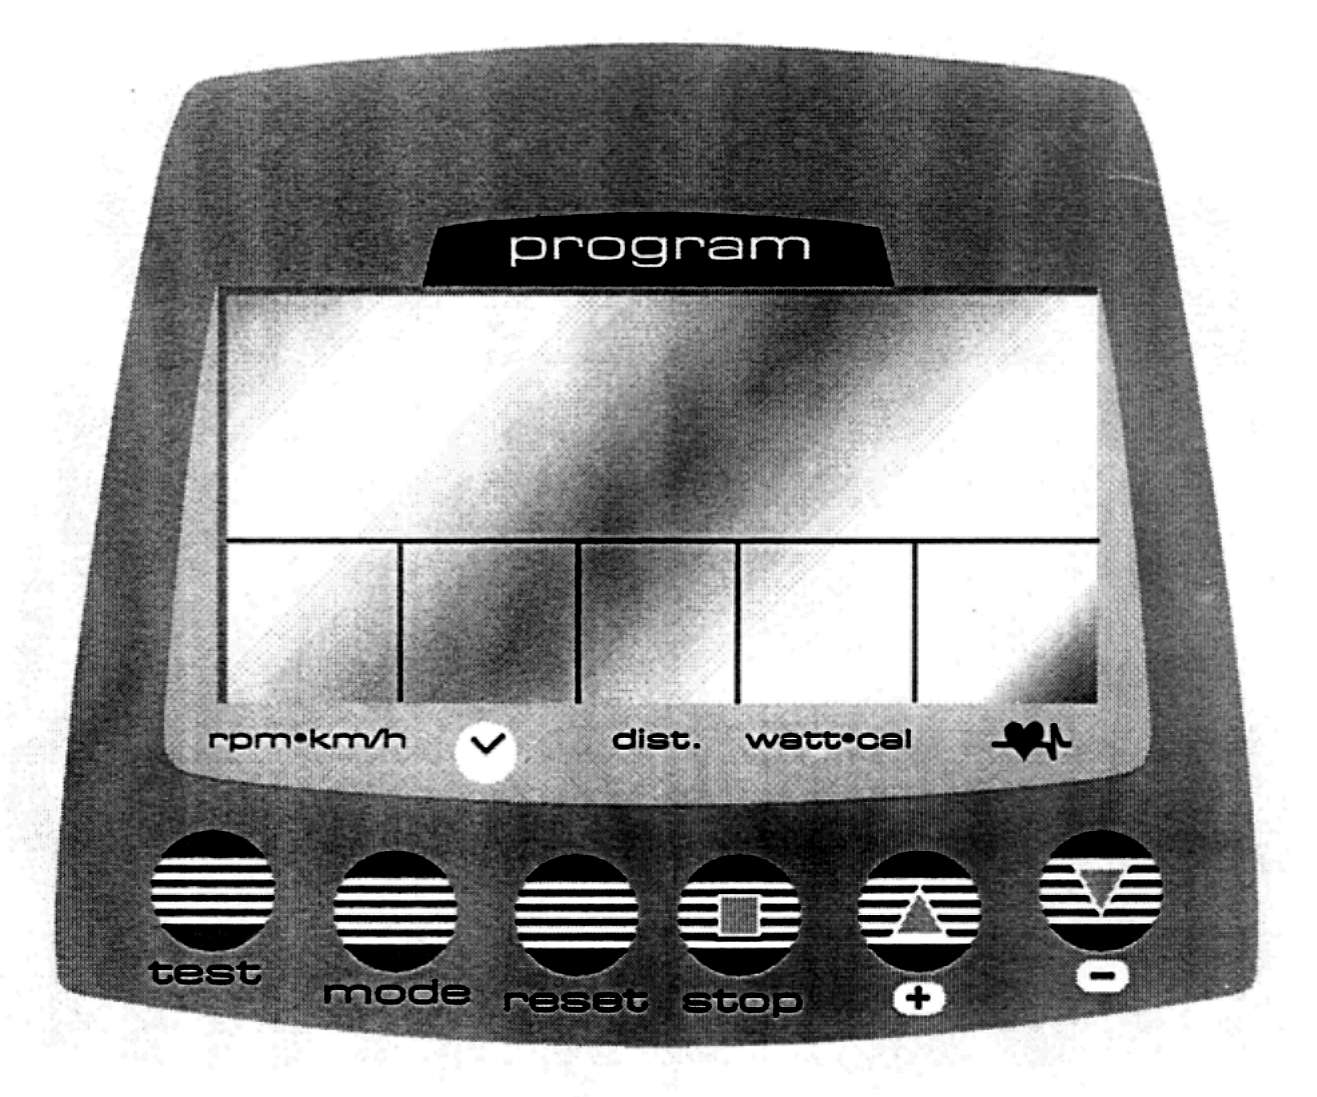 program
rpm•km/h dist. watt•cal
test mode reset stop + -